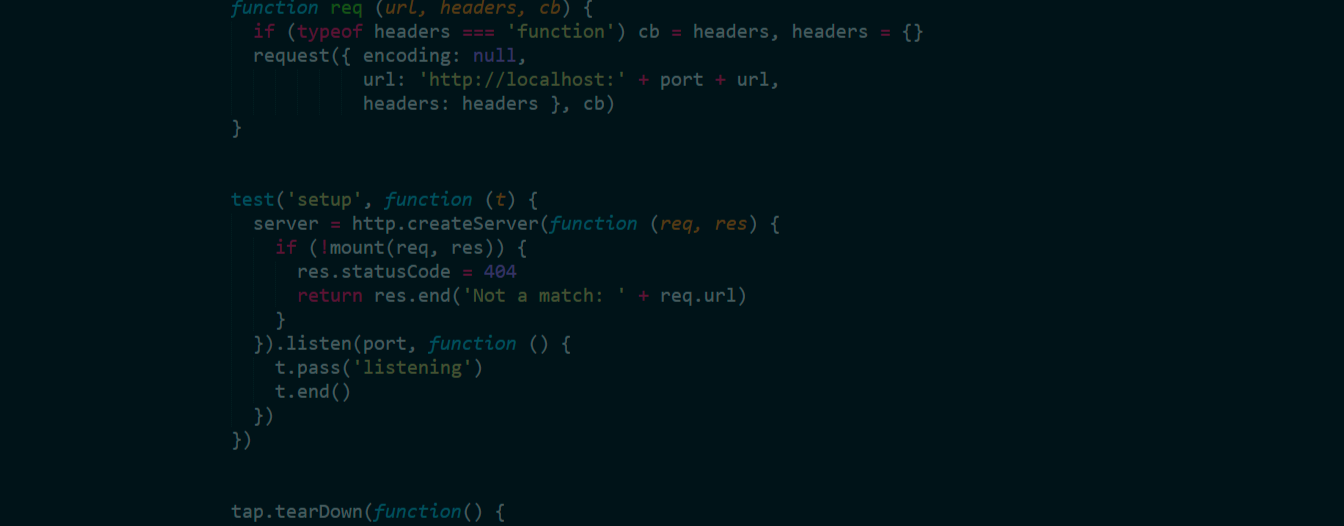 function req (url, headers, cb) {
  if (typeof headers === 'function') cb = headers, headers = {}
  request({ encoding: null,
            url: 'http://localhost:' + port + url,
            headers: headers }, cb)
}
test('setup', function (t) {
  server = http.createServer(function (req, res) {
    if (!mount(req, res)) {
      res.statusCode = 404
      return res.end('Not a match: ' + req.url)
    }
  }).listen(port, function () {
    t.pass('listening')
    t.end()
  })
})
tap.tearDown(function() {